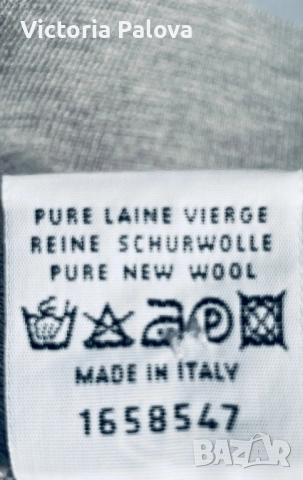 Victoria Palova
PURE LAINE VIERGE
REINE SCHURWOLLE
PURE NEW WOOL
P
MADE IN ITALY
1658547
BAZAR